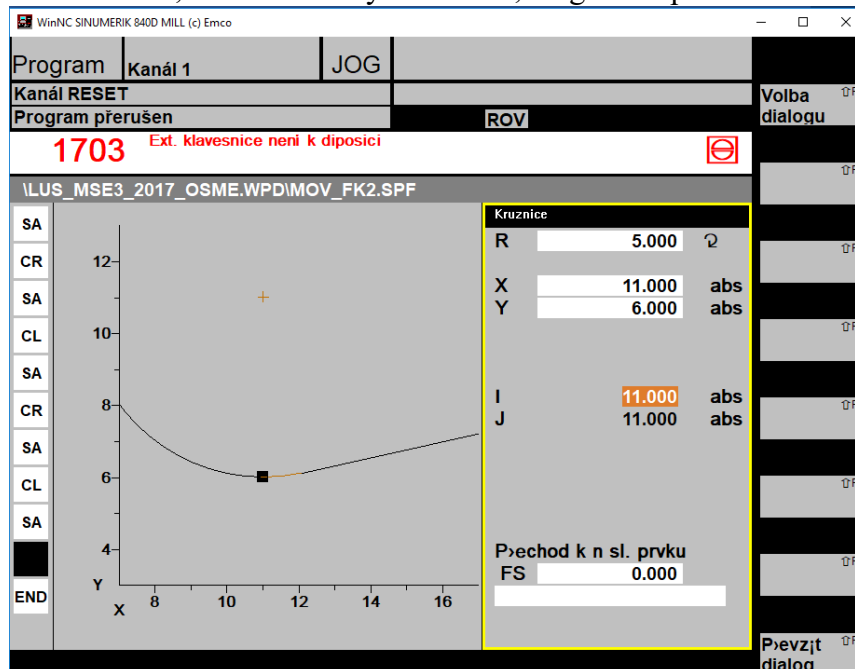 WinNC SINUMERIK 840D MILL (c) Emco
Program Kanál 1 JOG
Kanál RESET
Program přerušen ROV
1703 Ext. klavesnice není k diposici
\LUS_MSE3_2017_OSME.WPD\MOV_FK2.SPF
Volba
dialogu
SA
CR
SA
CL
SA
CR
SA
CL
SA
END
12
10
8
6
4
Y
X 8 10 12 14 16
Kruznice
R 5.000
X 11.000 abs
Y 6.000 abs
I 11.000 abs
J 11.000 abs
P›echod k n sl. prvku
FS 0.000
P›evz¡t
dialog